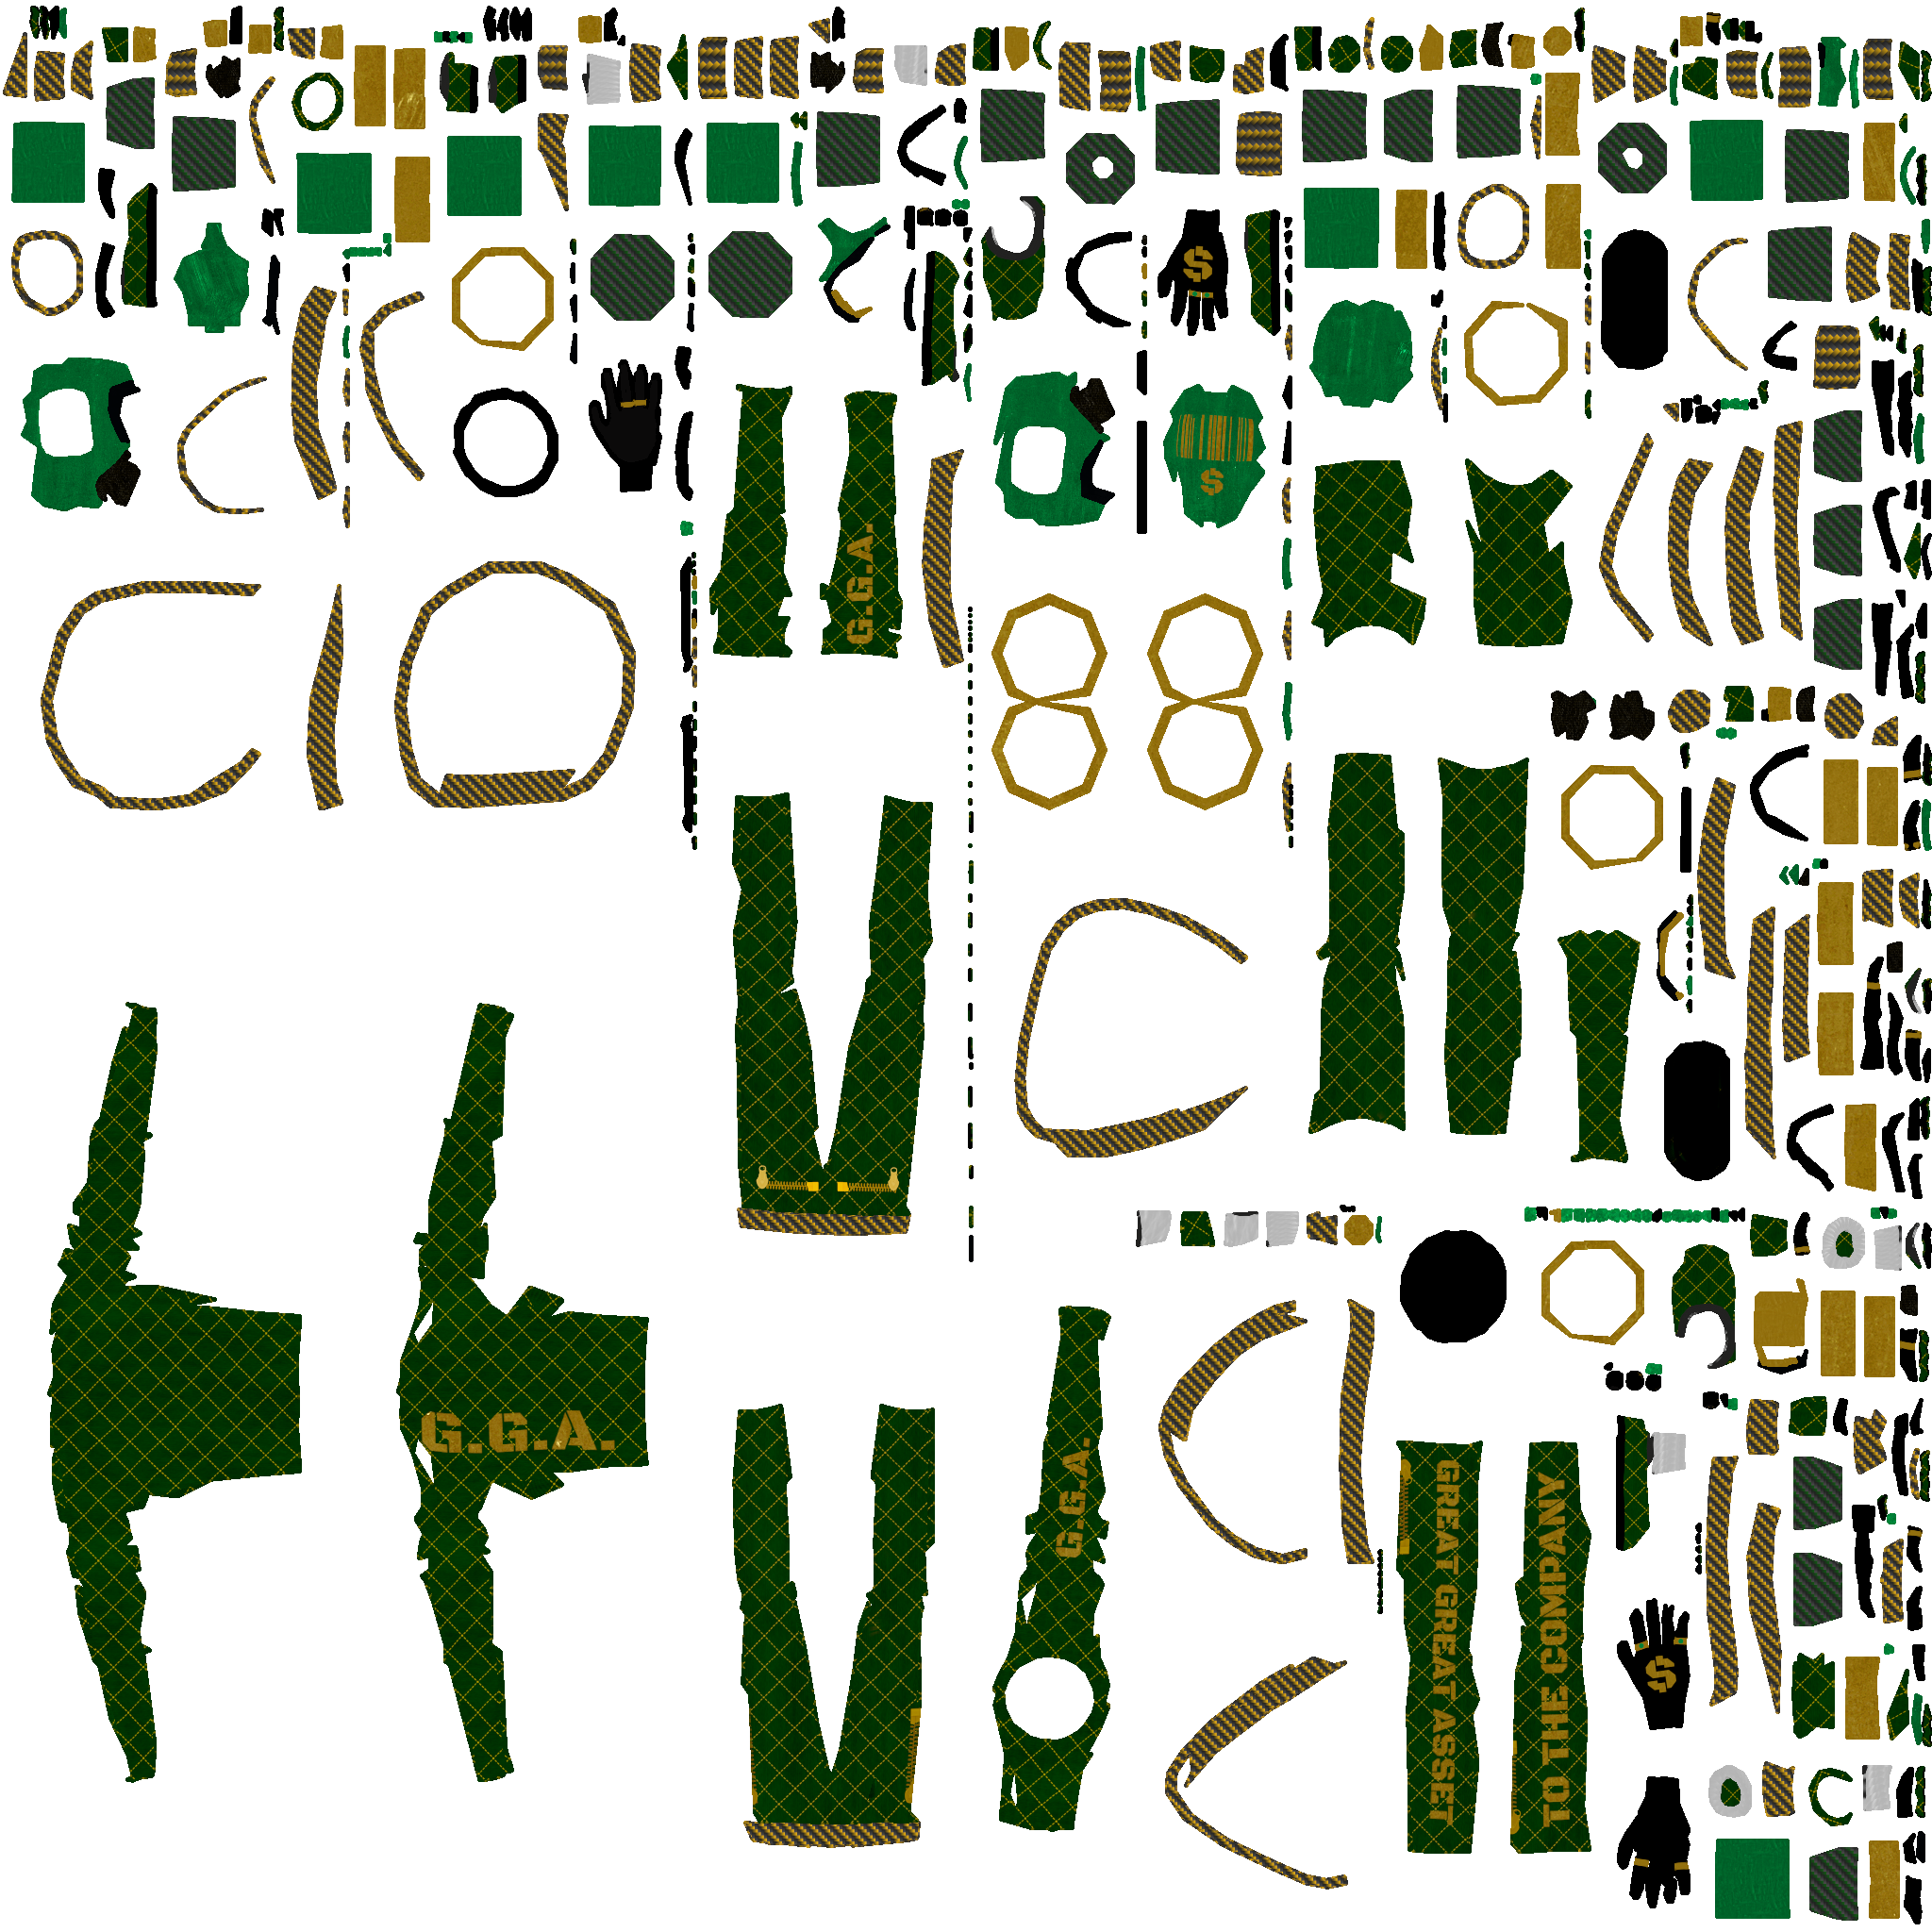 $
$
G.G.A.
$
G.G.A.
G.G.A.
GREAT GREAT ASSET
TO THE COMPANY
$